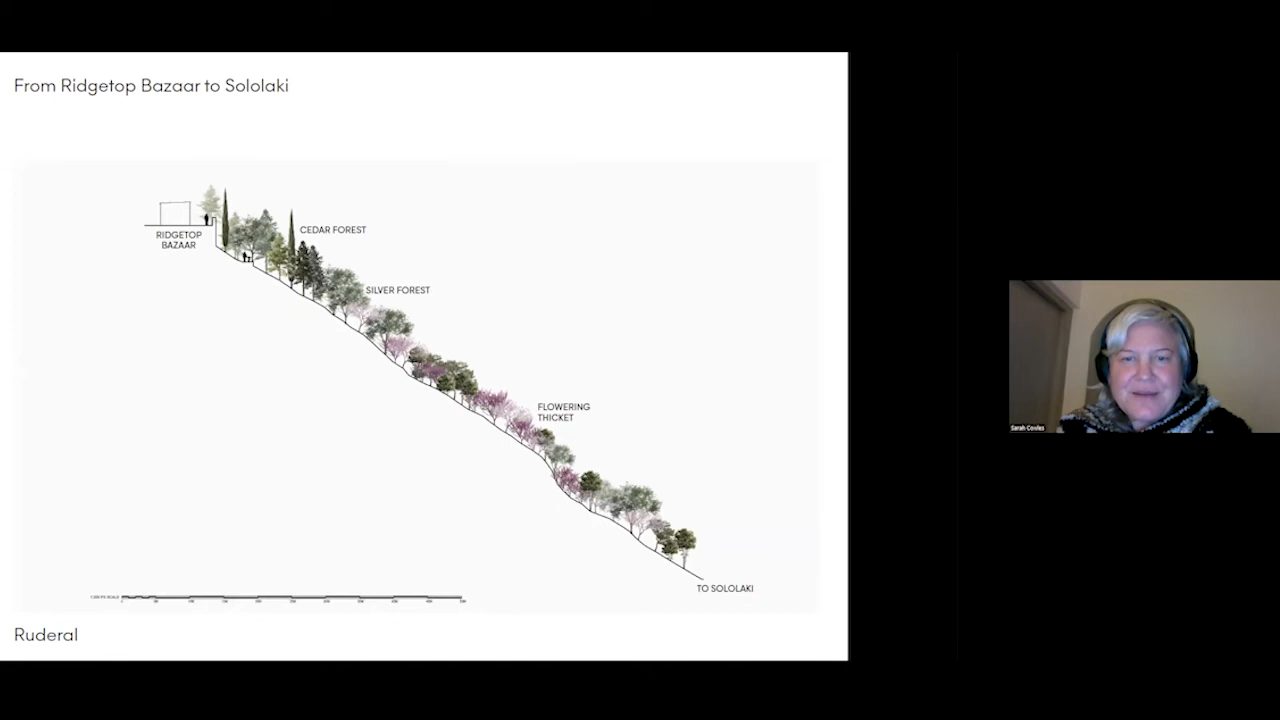 From Ridgetop Bazaar to Sololaki
RIDGETOP
BAZAAR
CEDAR FOREST
SILVER FOREST
FLOWERING
THICKET
TO SOLOLAKI
Ruderal
Sarah Cowles